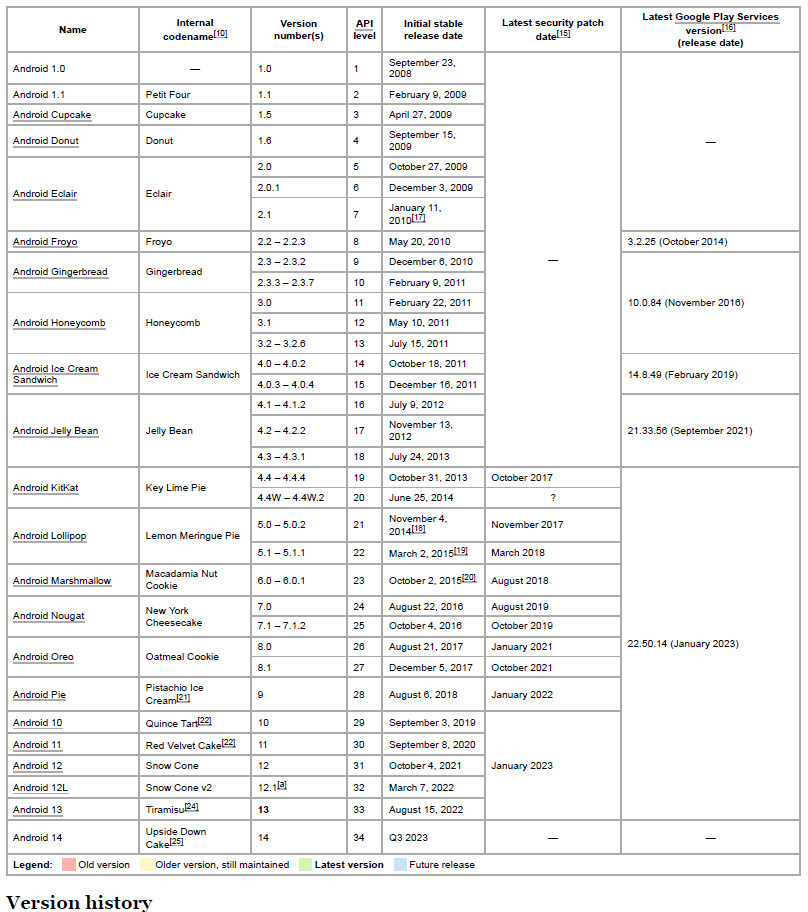 Name Internal codename[10] Version number(s) API level Initial stable release date Latest security patch date[15] Latest Google Play Services version[16] (release date)
Android 1.0 — 1.0 1 September 23, 2008 — —
Android 1.1 Petit Four 1.1 2 February 9, 2009
Android Cupcake Cupcake 1.5 3 April 27, 2009
Android Donut Donut 1.6 4 September 15, 2009
Android Eclair Eclair 2.0 5 October 27, 2009
2.0.1 6 December 3, 2009
2.1 7 January 11, 2010[17]
Android Froyo Froyo 2.2 – 2.2.3 8 May 20, 2010 3.2.25 (October 2014)
Android Gingerbread Gingerbread 2.3 – 2.3.2 9 December 6, 2010 10.0.84 (November 2016)
2.3.3 – 2.3.7 10 February 9, 2011
Android Honeycomb Honeycomb 3.0 11 February 22, 2011
3.1 12 May 10, 2011
3.2 – 3.2.6 13 July 15, 2011
Android Ice Cream Sandwich Ice Cream Sandwich 4.0 – 4.0.2 14 October 18, 2011 14.8.49 (February 2019)
4.0.3 – 4.0.4 15 December 16, 2011
Android Jelly Bean Jelly Bean 4.1 – 4.1.2 16 July 9, 2012 21.33.56 (September 2021)
4.2 – 4.2.2 17 November 13, 2012
4.3 – 4.3.1 18 July 24, 2013
Android KitKat Key Lime Pie 4.4 – 4.4.4 19 October 31, 2013 October 2017 22.50.14 (January 2023)
4.4W – 4.4W.2 20 June 25, 2014 ?
Android Lollipop Lemon Meringue Pie 5.0 – 5.0.2 21 November 4, 2014[18] November 2017
5.1 – 5.1.1 22 March 2, 2015[19] March 2018
Android Marshmallow Macadamia Nut Cookie 6.0 – 6.0.1 23 October 2, 2015[20] August 2018
Android Nougat New York Cheesecake 7.0 24 August 22, 2016 August 2019
7.1 – 7.1.2 25 October 4, 2016 October 2019
Android Oreo Oatmeal Cookie 8.0 26 August 21, 2017 January 2021
8.1 27 December 5, 2017 October 2021
Android Pie Pistachio Ice Cream[21] 9 28 August 6, 2018 January 2022
Android 10 Quince Tart[22] 10 29 September 3, 2019 January 2023
Android 11 Red Velvet Cake[22] 11 30 September 8, 2020
Android 12 Snow Cone 12 31 October 4, 2021
Android 12L Snow Cone v2 12.1[a] 32 March 7, 2022
Android 13 Tiramisu[24] 13 33 August 15, 2022
Android 14 Upside Down Cake[25] 14 34 Q3 2023 — —
Legend: Old version Older version, still maintained Latest version Future release
Version history